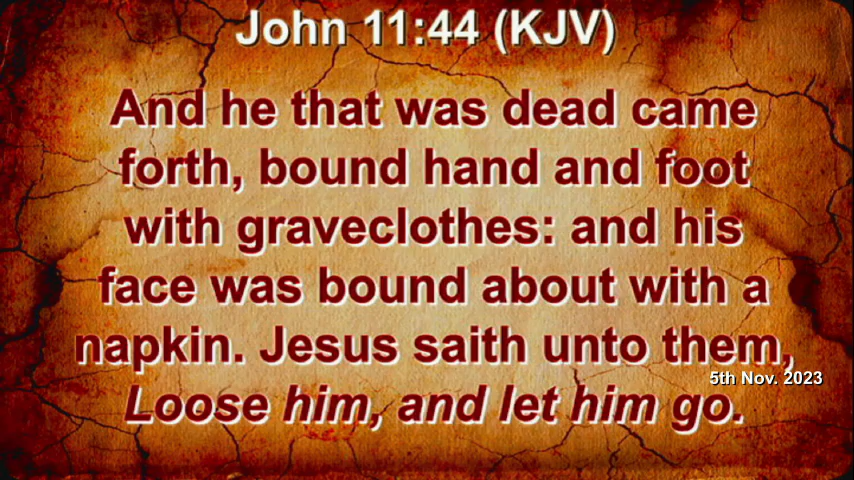 John 11:44 (KJV)
And he that was dead came
forth, bound hand and foot
with graveclothes: and his
face was bound about with a
napkin. Jesus saith unto them,
5th Nov. 2023
Loose him, and let him go.